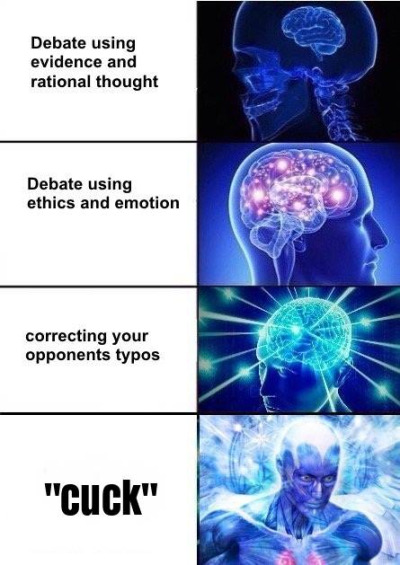 Debate using
evidence and
rational thought
Debate using
ethics and emotion
correcting your
opponents typos
"cuck"